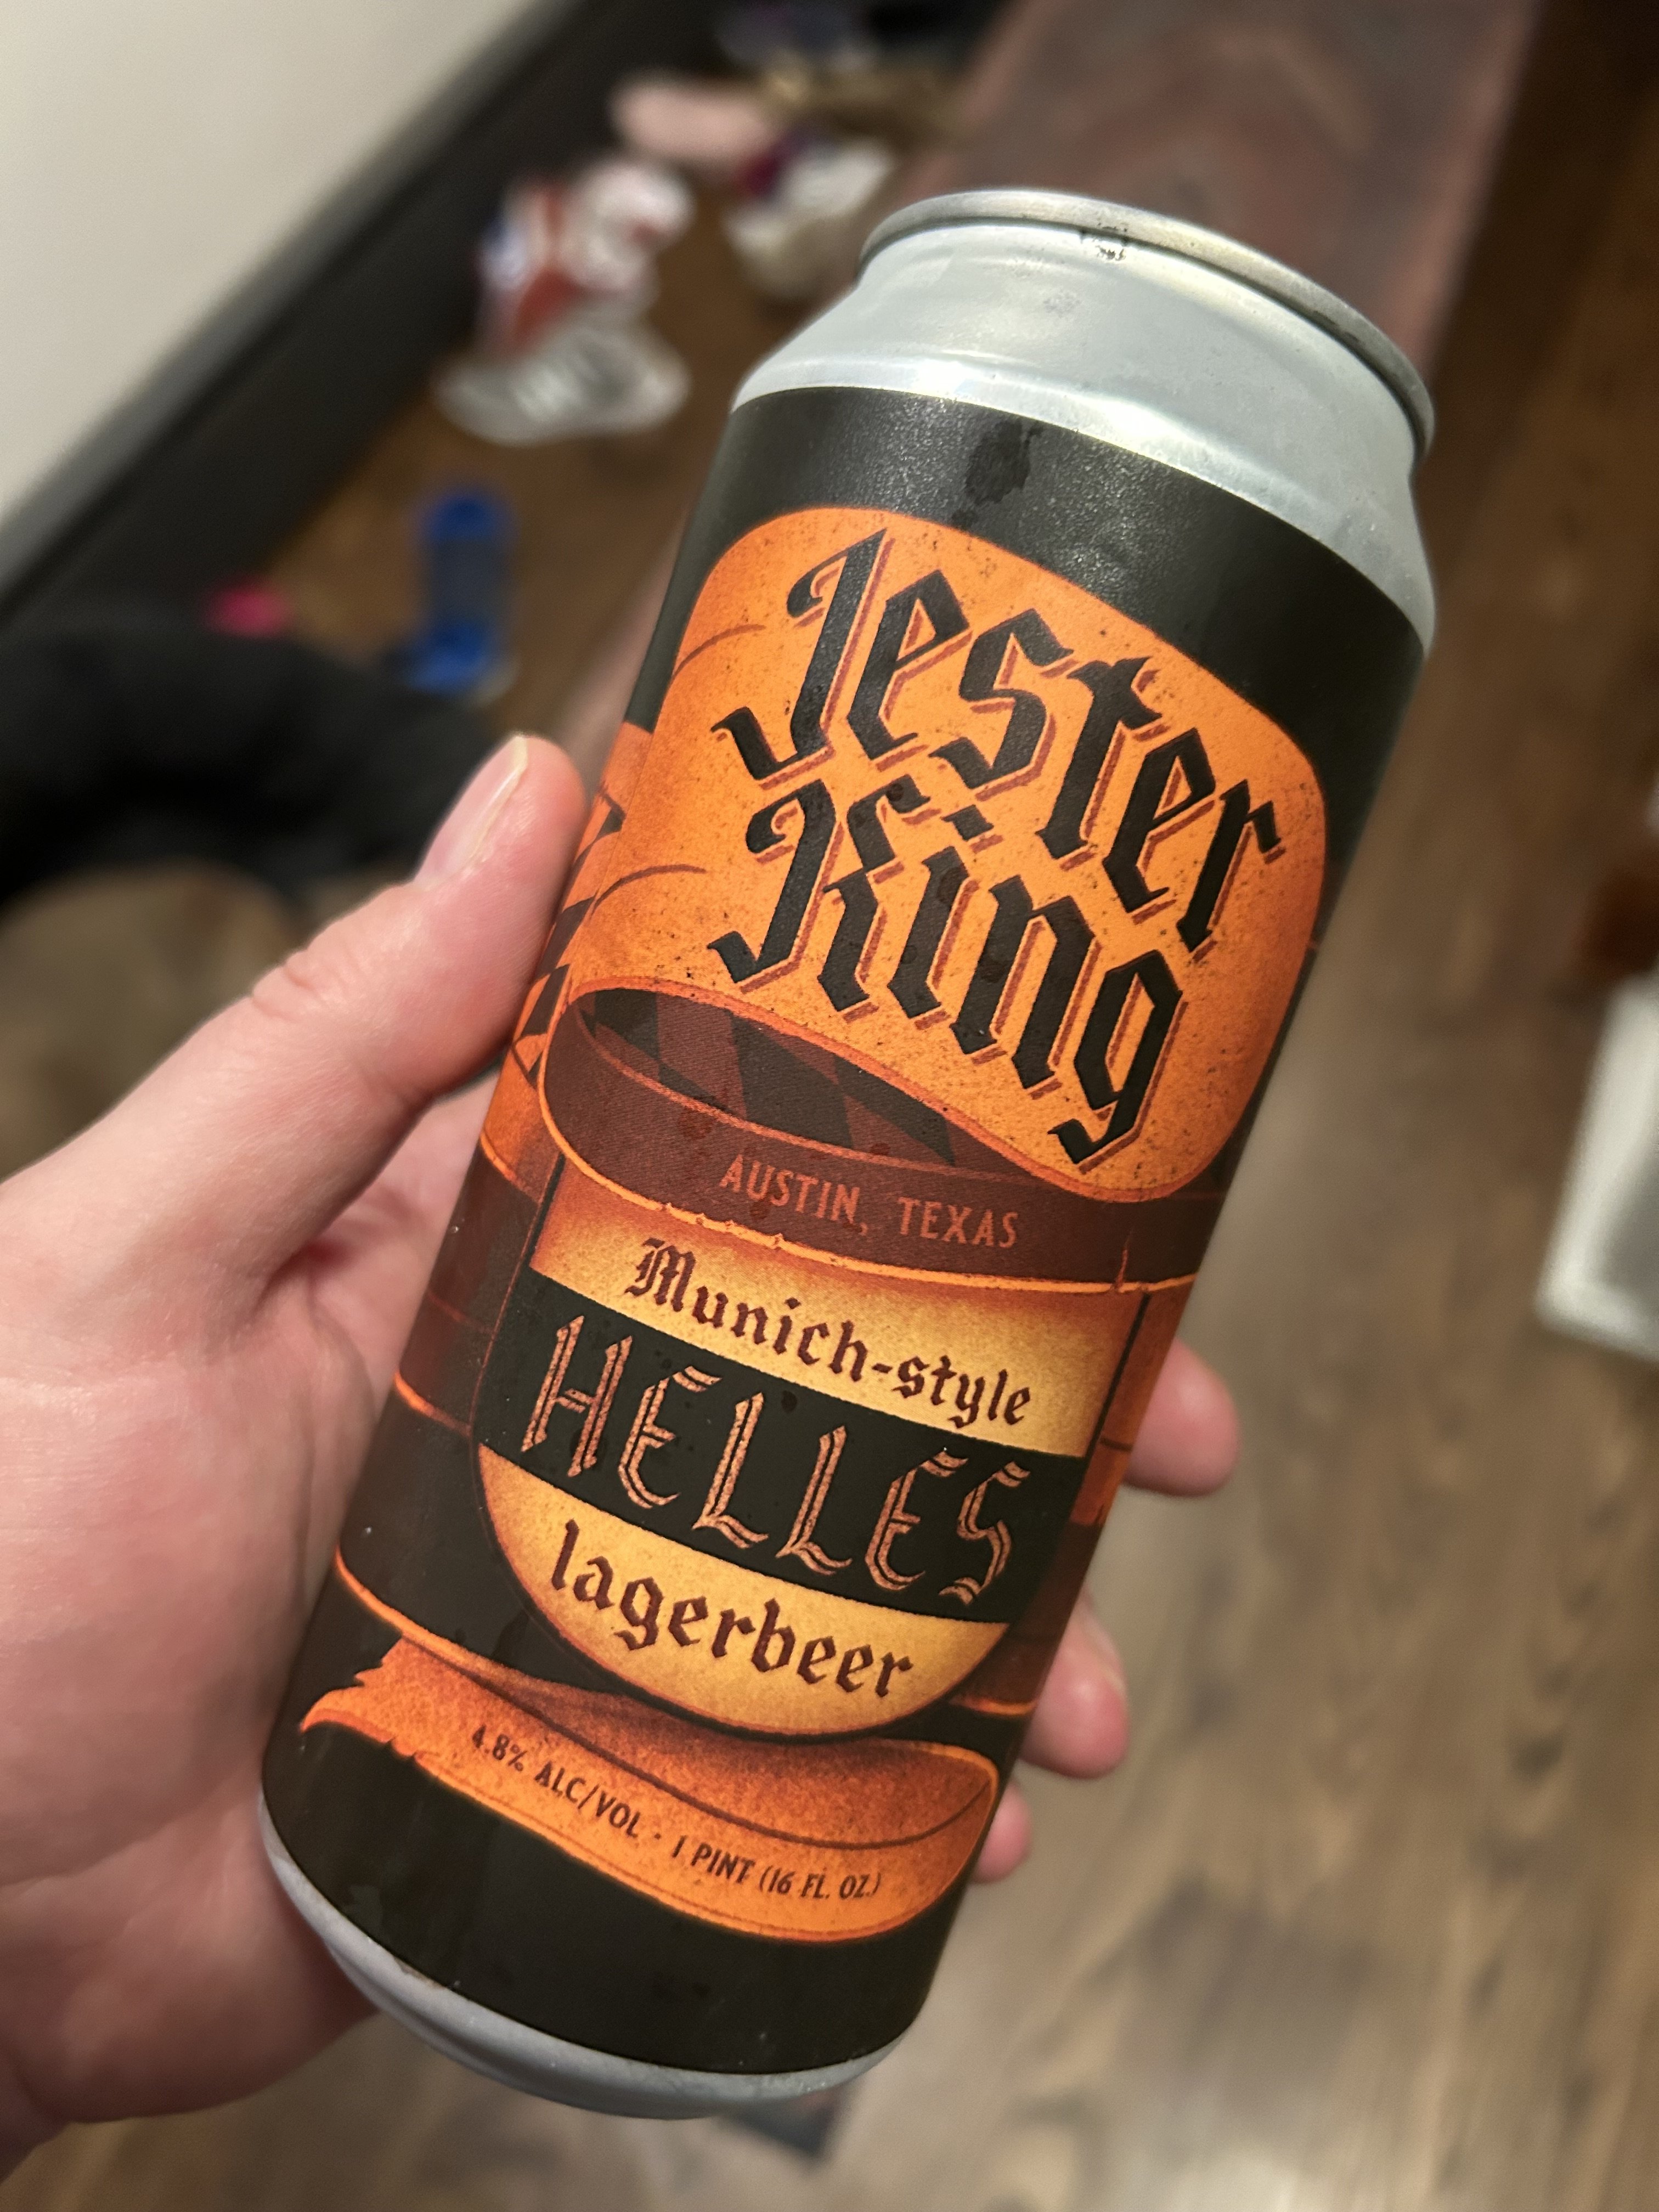 Jester
King
AUSTIN, TEXAS
Munich-style
HELLES
lagerbeer
4.8% ALC/VOL · 1 PINT (16 FL. OZ.)